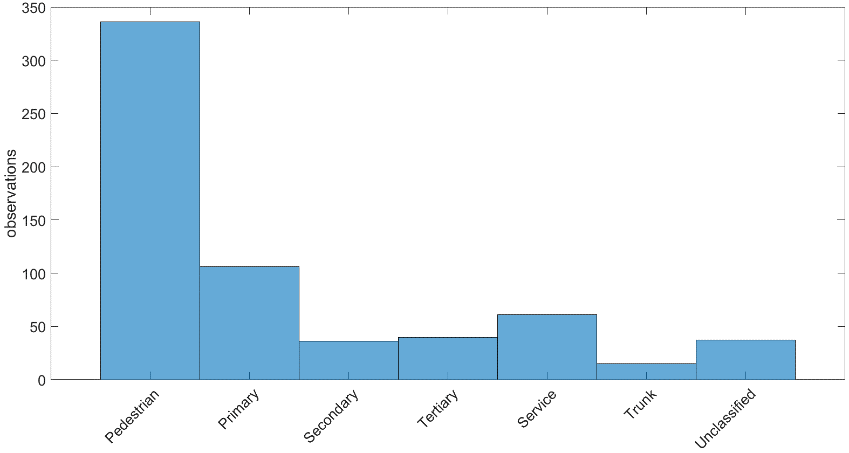 350
300
250
200
150
100
50
0
observations
Pedestrian
Primary
Secondary
Tertiary
Service
Trunk
Unclassified